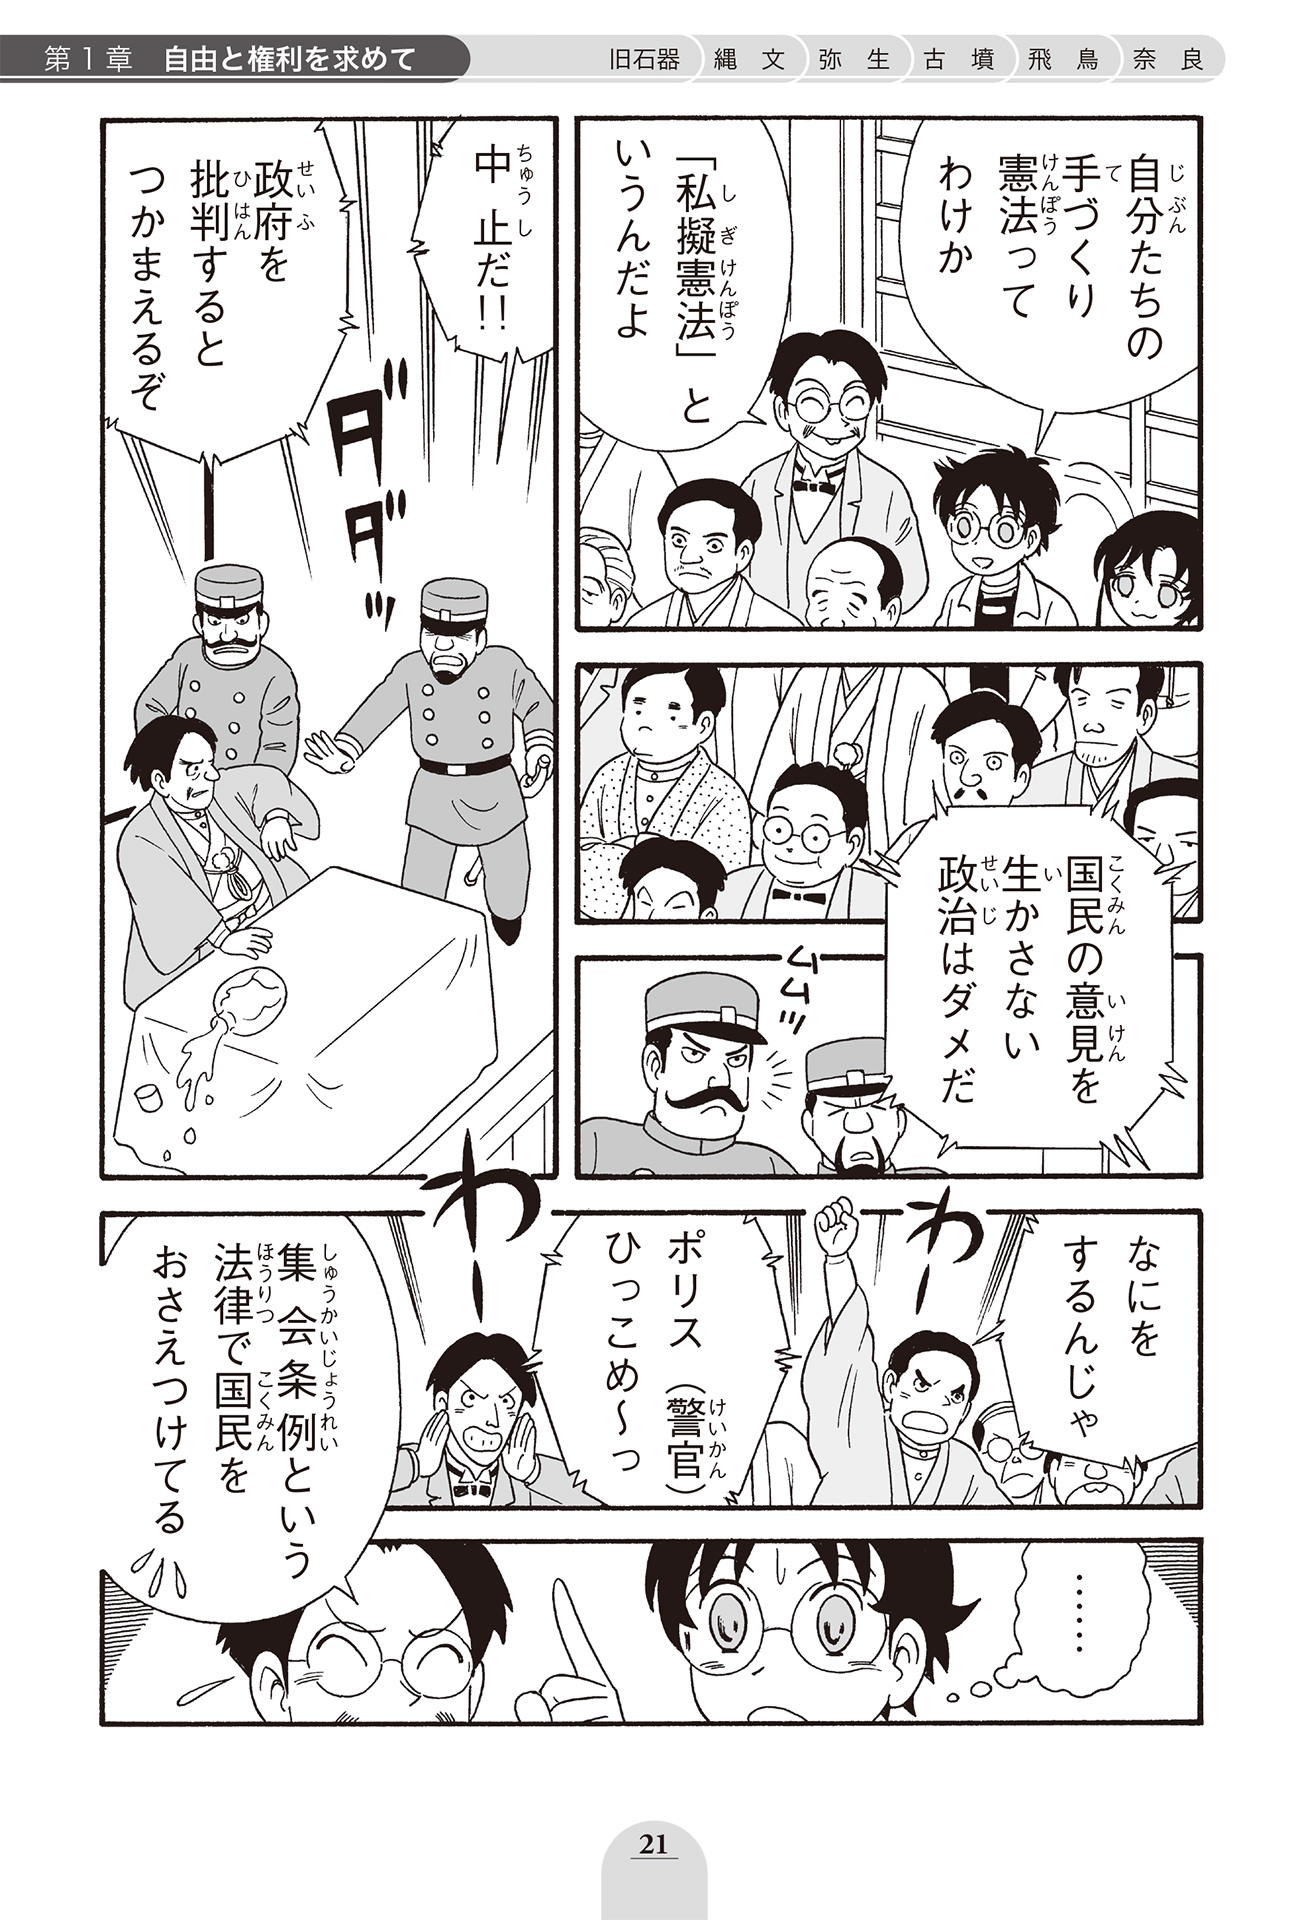 第1章 自由と権利を求めて
旧石器 縄文 弥生 古墳 飛鳥 奈良
自分たちの
手づくり
憲法って
わけか
「私擬憲法」と
いうんだよ
国民の意見を
生かさない
政治はダメだ
ムムッ
中止だ!!
政府を
批判すると
つかまえるぞ
ダダッ
なにを
するんじゃ
わー
ポリス(警官)
ひっこめ〜っ
わー
……
集会条例という
法律で国民を
おさえつけてる
21